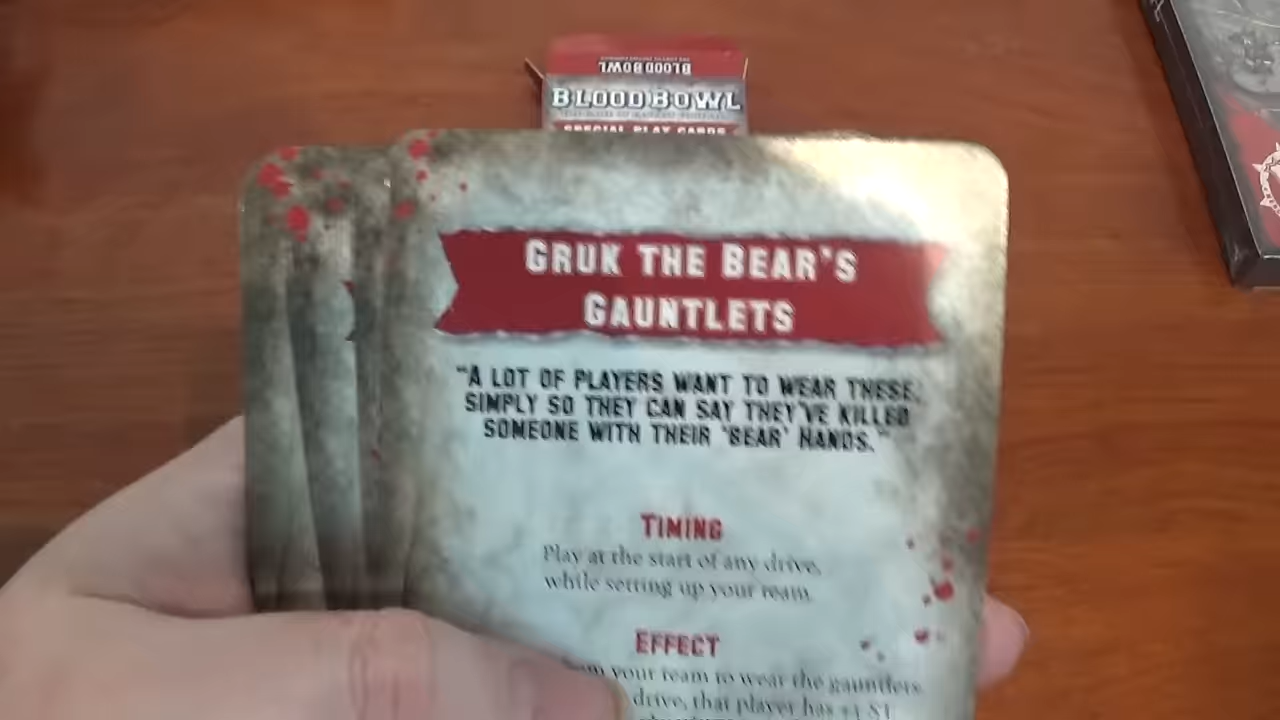 BLOOD BOWL
BLOOD BOWL
SPECIAL PLAY CARDS
GRUK THE BEAR'S
GAUNTLETS
"A LOT OF PLAYERS WANT TO WEAR THESE,
SIMPLY SO THEY CAN SAY THEY'VE KILLED
SOMEONE WITH THEIR 'BEAR' HANDS."
TIMING
Play at the start of any drive,
while setting up your team.
EFFECT
your team to wear the gauntlets.
drive, that player has +1 ST